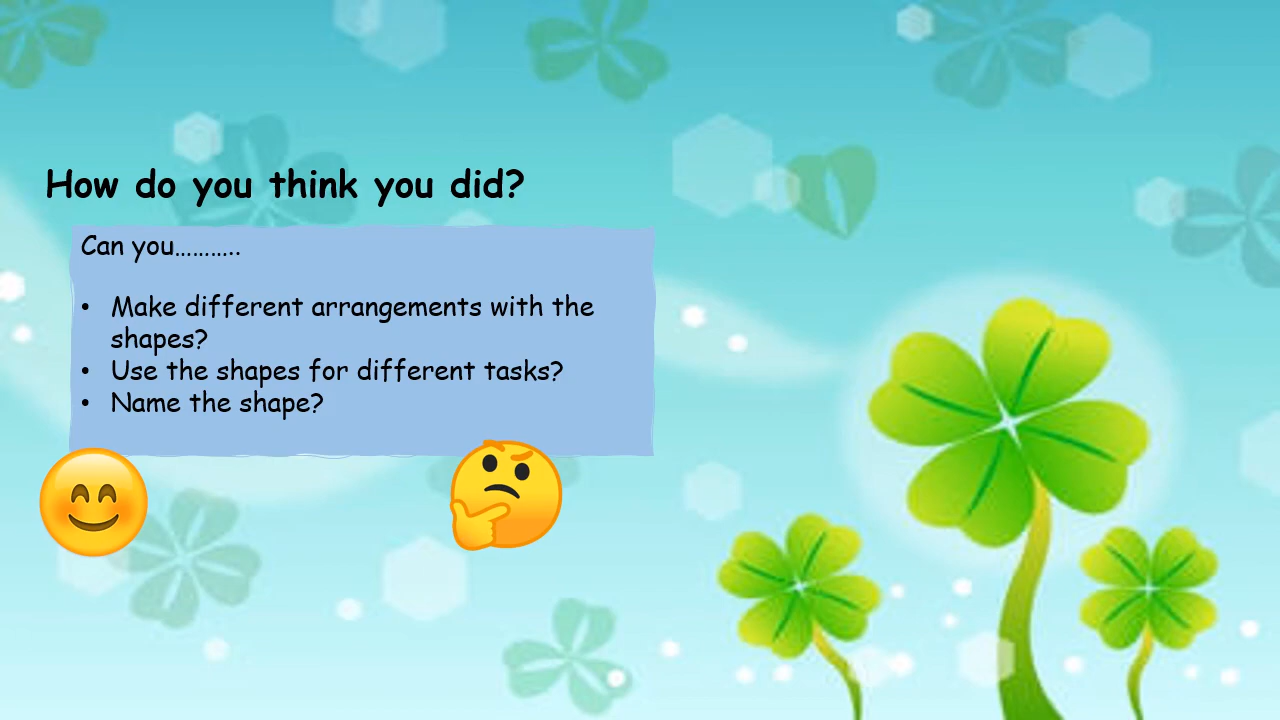 How do you think you did?
Can you………..
• Make different arrangements with the
shapes?
• Use the shapes for different tasks?
• Name the shape?